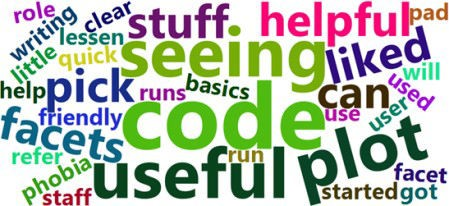 role
clear
stuff
helpful
pad
writing
lessen
seeing
liked
little
quick
will
help
pick
runs
basics
can
used
friendly
code
use
user
facets
refer
run
plot
facet
phobia
useful
staff
started
got